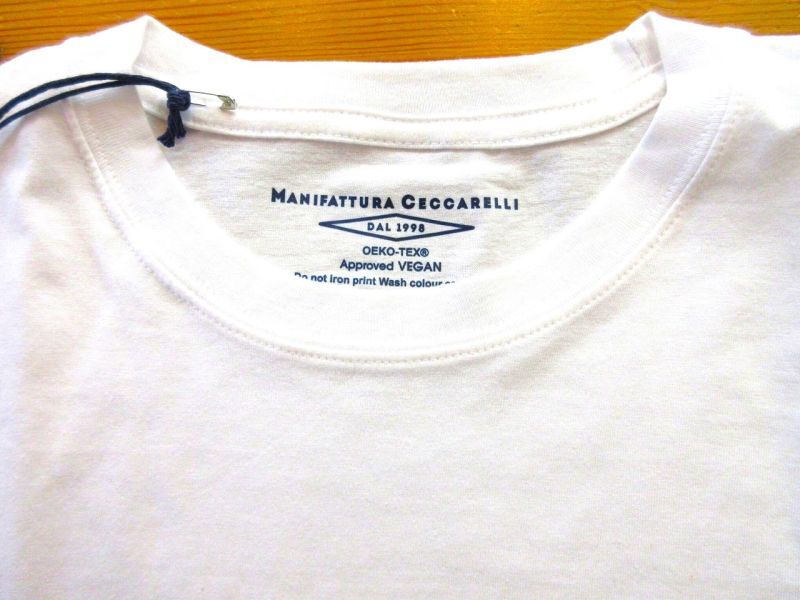 MANIFATTURA CECCARELLI
DAL 1998
OEKO-TEX®
Approved VEGAN
Do not iron print Wash colour